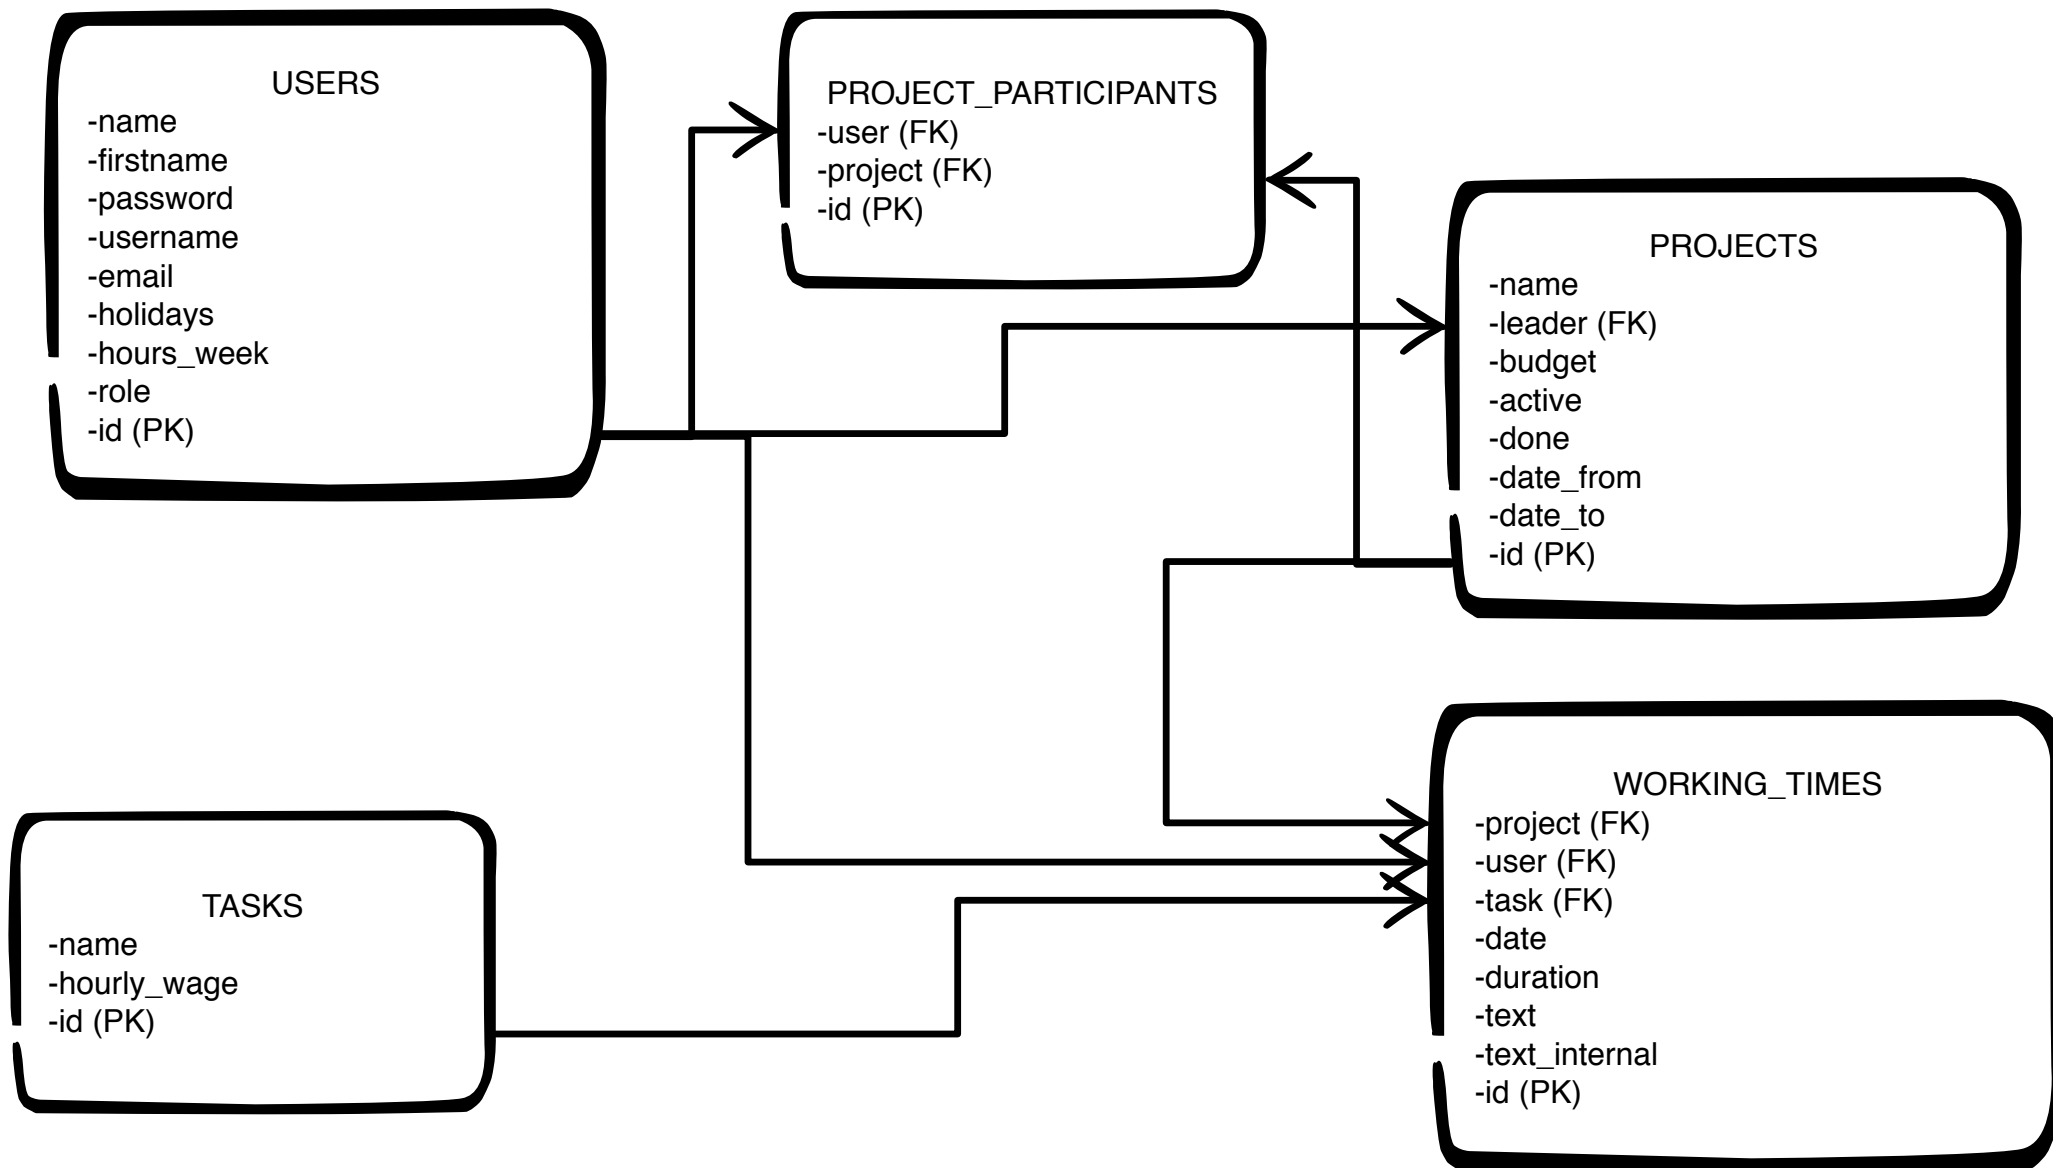 USERS
-name
-firstname
-password
-username
-email
-holidays
-hours_week
-role
-id (PK)
PROJECT_PARTICIPANTS
-user (FK)
-project (FK)
-id (PK)
PROJECTS
-name
-leader (FK)
-budget
-active
-done
-date_from
-date_to
-id (PK)
TASKS
-name
-hourly_wage
-id (PK)
WORKING_TIMES
-project (FK)
-user (FK)
-task (FK)
-date
-duration
-text
-text_internal
-id (PK)